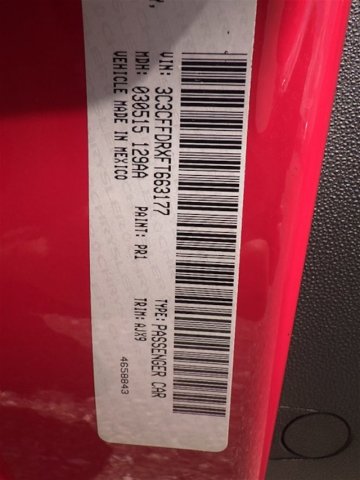 VIN: 3C3CFFDRXFT663177 TYPE: PASSENGER CAR
MDH: 030515 129AA PAINT: PR1 TRIM: AJX9
VEHICLE MADE IN MEXICO 4658843